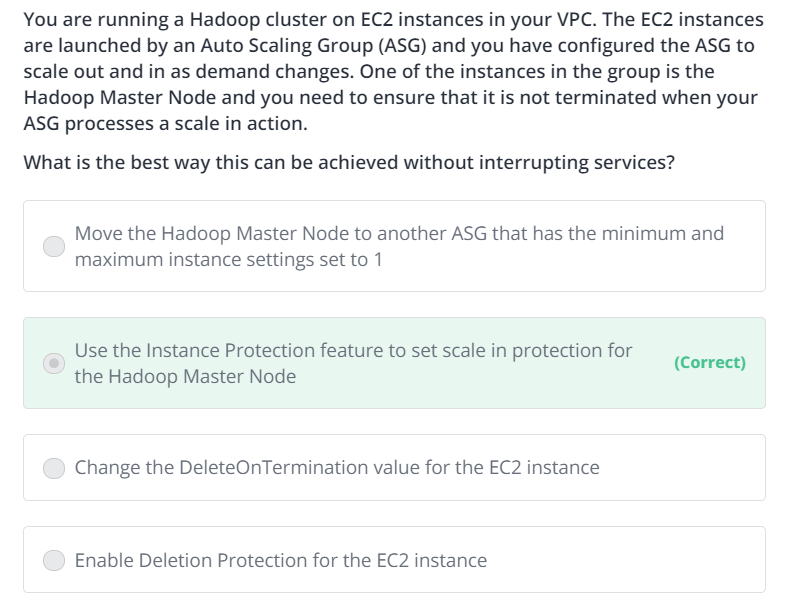 You are running a Hadoop cluster on EC2 instances in your VPC. The EC2 instances
are launched by an Auto Scaling Group (ASG) and you have configured the ASG to
scale out and in as demand changes. One of the instances in the group is the
Hadoop Master Node and you need to ensure that it is not terminated when your
ASG processes a scale in action.
What is the best way this can be achieved without interrupting services?
Move the Hadoop Master Node to another ASG that has the minimum and
maximum instance settings set to 1
Use the Instance Protection feature to set scale in protection for
the Hadoop Master Node
(Correct)
Change the DeleteOnTermination value for the EC2 instance
Enable Deletion Protection for the EC2 instance